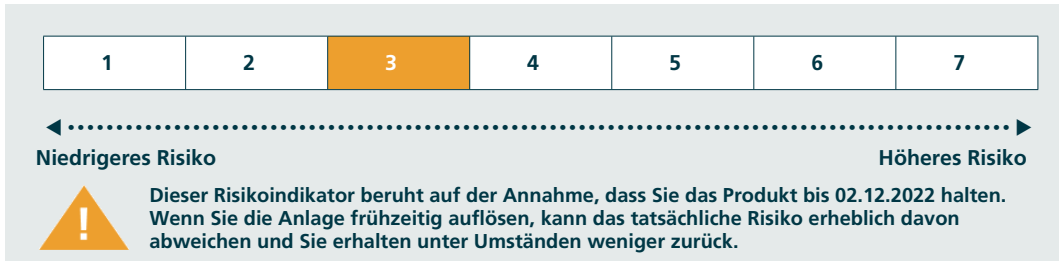 1 2 3 4 5 6 7
Niedrigeres Risiko Höheres Risiko
Dieser Risikoindikator beruht auf der Annahme, dass Sie das Produkt bis 02.12.2022 halten.
Wenn Sie die Anlage frühzeitig auflösen, kann das tatsächliche Risiko erheblich davon
abweichen und Sie erhalten unter Umständen weniger zurück.